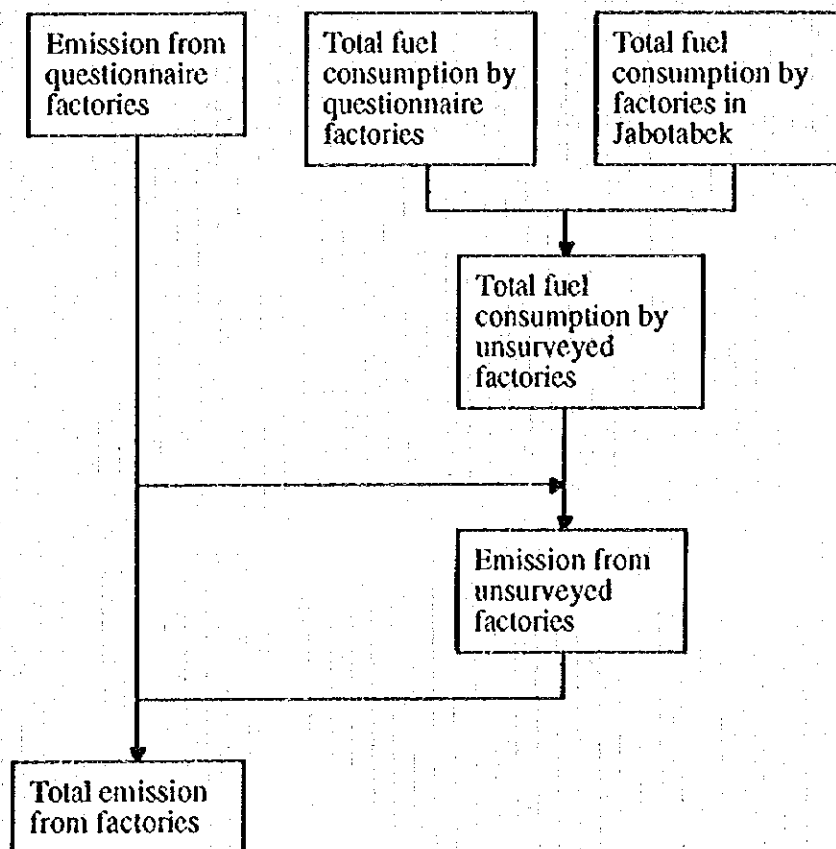 Emission from
questionnaire
factories
Total fuel
consumption by
questionnaire
factories
Total fuel
consumption by
factories in
Jabotabek
Total fuel
consumption by
unsurveyed
factories
Emission from
unsurveyed
factories
Total emission
from factories